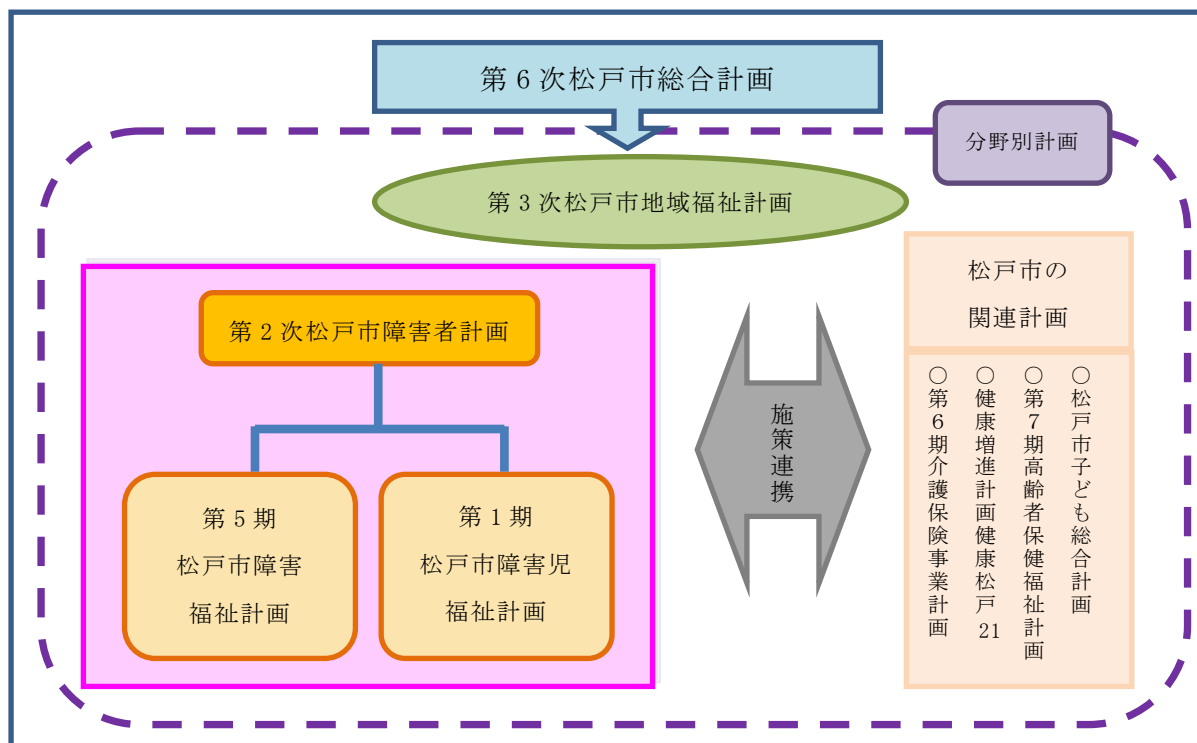 第6次松戸市総合計画
分野別計画
第3次松戸市地域福祉計画
第2次松戸市障害者計画
第5期
松戸市障害
福祉計画
第1期
松戸市障害児
福祉計画
施策連携
松戸市の
関連計画
○松戸市子ども総合計画
○第7期高齢者保健福祉計画
○健康増進計画健康松戸21
○第6期介護保険事業計画